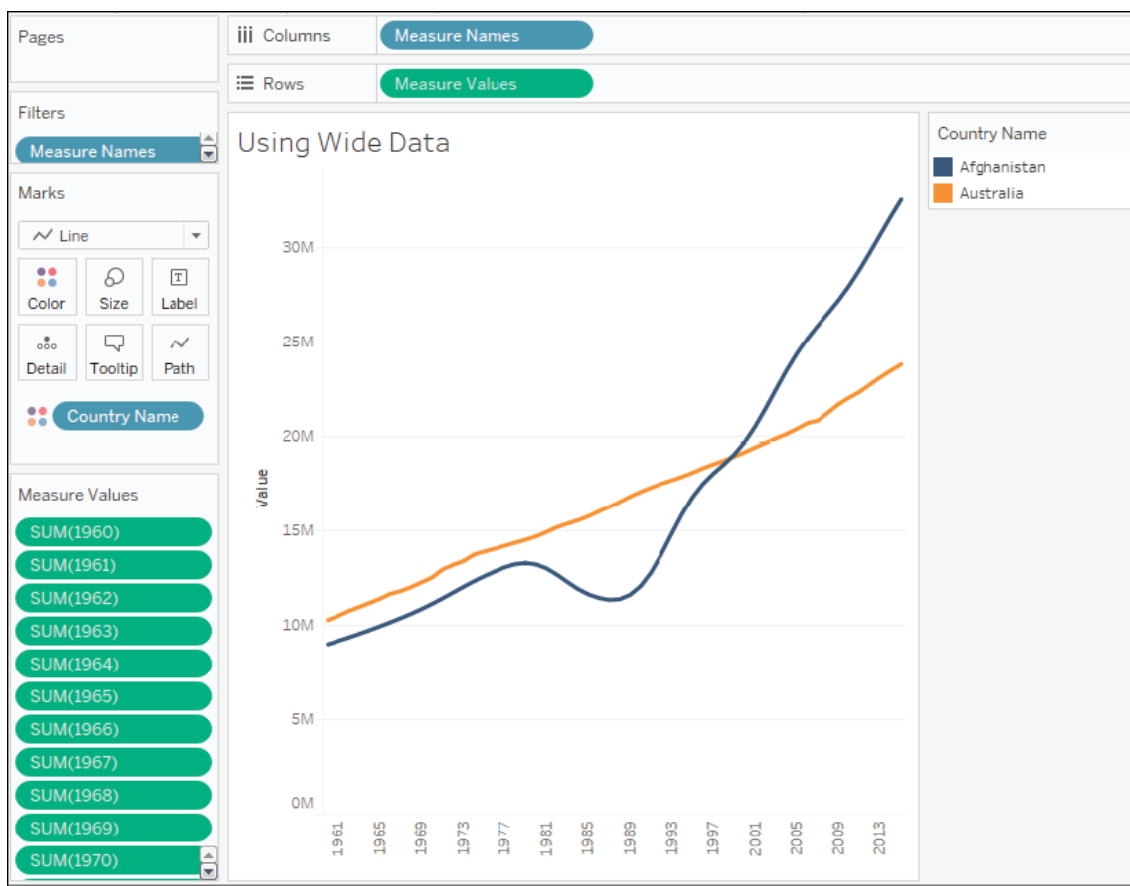 Pages
Columns
Measure Names
Rows
Measure Values
Filters
Measure Names
Marks
Line
Color
Size
Label
Detail
Tooltip
Path
Country Name
Measure Values
SUM(1960)
SUM(1961)
SUM(1962)
SUM(1963)
SUM(1964)
SUM(1965)
SUM(1966)
SUM(1967)
SUM(1968)
SUM(1969)
SUM(1970)
Using Wide Data
Value
30M
25M
20M
15M
10M
5M
0M
1961
1965
1969
1973
1977
1981
1985
1989
1993
1997
2001
2005
2009
2013
Country Name
Afghanistan
Australia